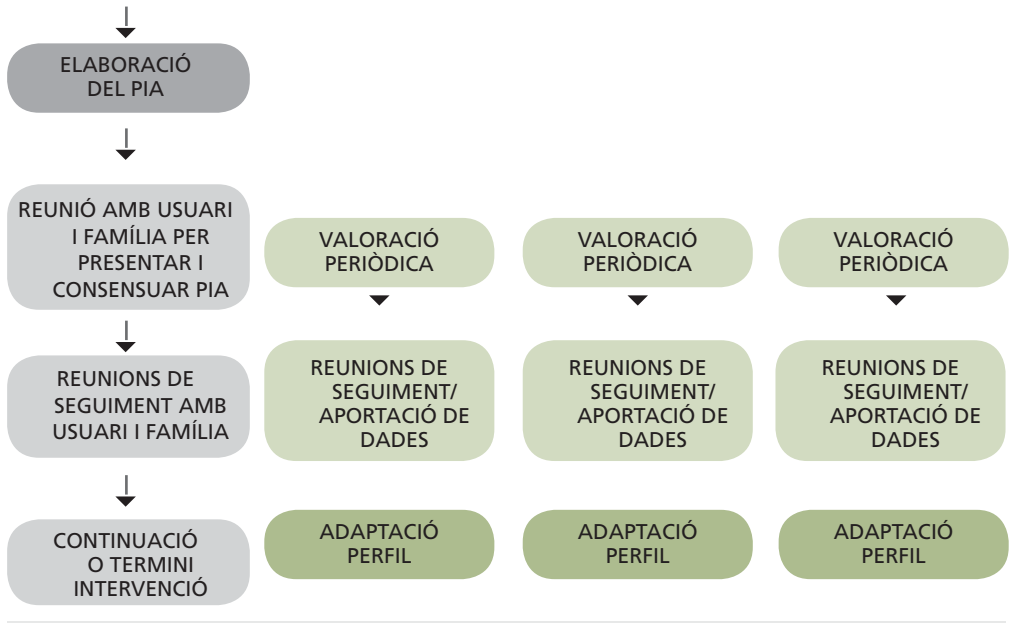 ELABORACIÓ
DEL PIA
REUNIÓ AMB USUARI
I FAMÍLIA PER
PRESENTAR I
CONSENSUAR PIA
VALORACIÓ
PERIÒDICA
VALORACIÓ
PERIÒDICA
VALORACIÓ
PERIÒDICA
REUNIONS DE
SEGUIMENT AMB
USUARI I FAMÍLIA
REUNIONS DE
SEGUIMENT/
APORTACIÓ DE
DADES
REUNIONS DE
SEGUIMENT/
APORTACIÓ DE
DADES
REUNIONS DE
SEGUIMENT/
APORTACIÓ DE
DADES
CONTINUACIÓ
O TERMINI
INTERVENCIÓ
ADAPTACIÓ
PERFIL
ADAPTACIÓ
PERFIL
ADAPTACIÓ
PERFIL